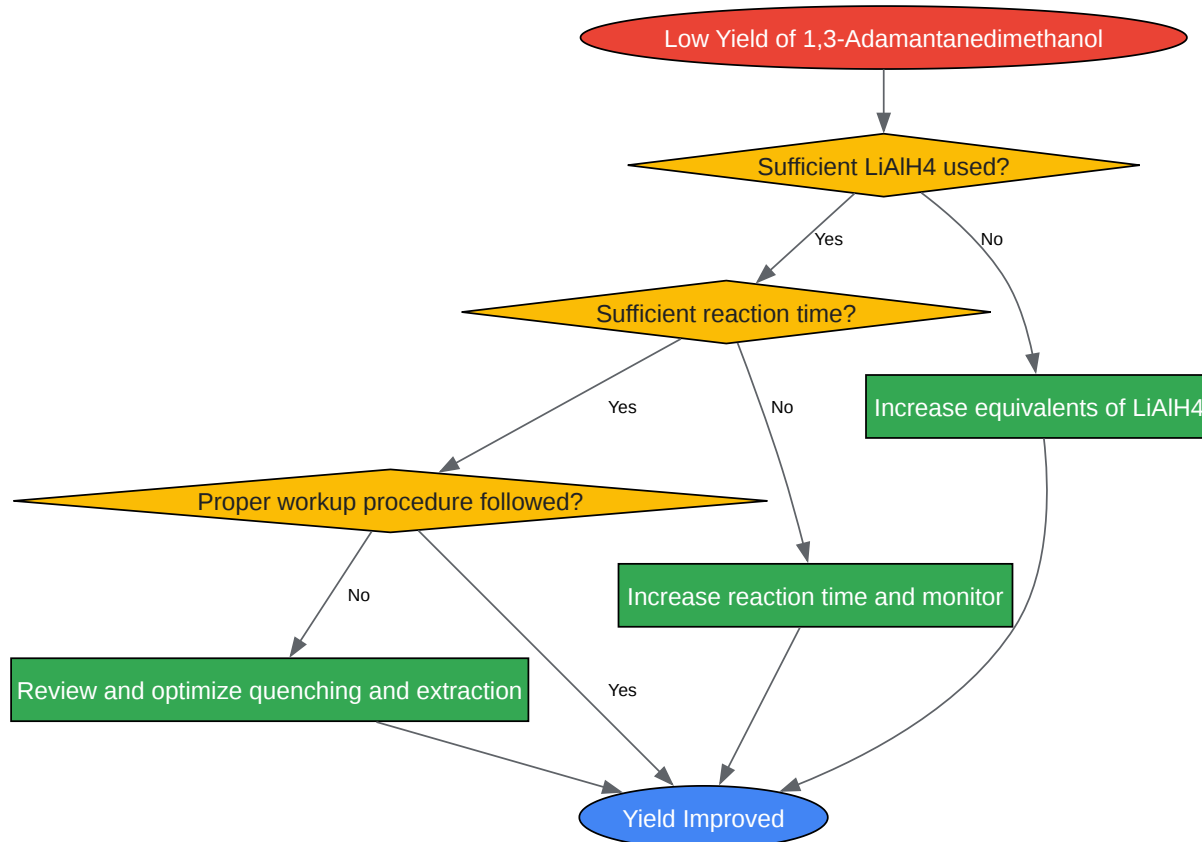 Low Yield of 1,3-Adamantanedimethanol
Sufficient LiAlH4 used?
Yes
No
Sufficient reaction time?
Increase equivalents of LiAlH4
Yes
No
Proper workup procedure followed?
Increase reaction time and monitor
No
Review and optimize quenching and extraction
Yes
Yield Improved